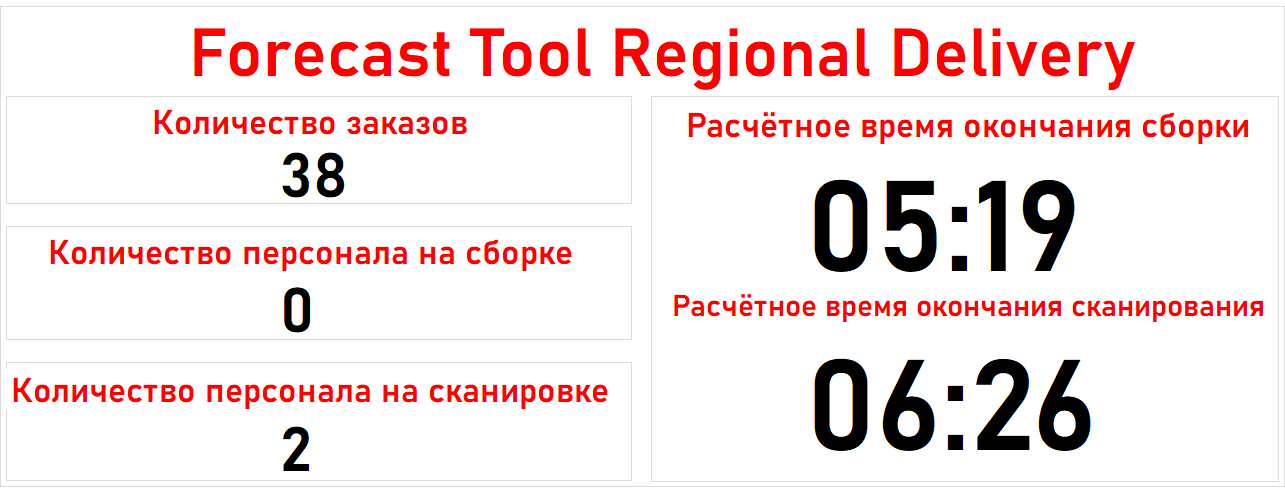 Forecast Tool Regional Delivery
Количество заказов
38
Количество персонала на сборке
0
Количество персонала на сканировке
2
Расчётное время окончания сборки
05:19
Расчётное время окончания сканирования
06:26